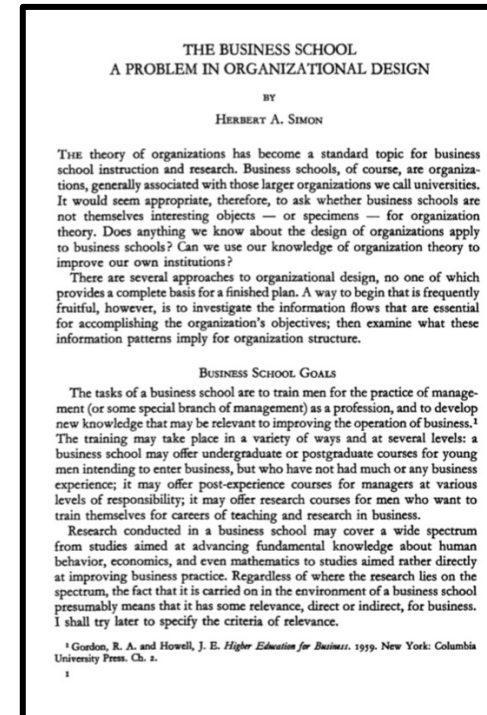 THE BUSINESS SCHOOL
A PROBLEM IN ORGANIZATIONAL DESIGN
BY
HERBERT A. SIMON
THE theory of organizations has become a standard topic for business
school instruction and research. Business schools, of course, are organiza-
tions, generally associated with those larger organizations we call universities.
It would seem appropriate, therefore, to ask whether business schools are
not themselves interesting objects — or specimens — for organization
theory. Does anything we know about the design of organizations apply
to business schools? Can we use our knowledge of organization theory to
improve our own institutions?
There are several approaches to organizational design, no one of which
provides a complete basis for a finished plan. A way to begin that is frequently
fruitful, however, is to investigate the information flows that are essential
for accomplishing the organization's objectives; then examine what these
information patterns imply for organization structure.
BUSINESS SCHOOL GOALS
The tasks of a business school are to train men for the practice of manage-
ment (or some special branch of management) as a profession, and to develop
new knowledge that may be relevant to improving the operation of business.¹
The training may take place in a variety of ways and at several levels: a
business school may offer undergraduate or postgraduate courses for young
men intending to enter business, but who have not had much or any business
experience; it may offer post-experience courses for managers at various
levels of responsibility; it may offer research courses for men who want to
train themselves for careers of teaching and research in business.
Research conducted in a business school may cover a wide spectrum
from studies aimed at advancing fundamental knowledge about human
behavior, economics, and even mathematics to studies aimed rather directly
at improving business practice. Regardless of where the research lies on the
spectrum, the fact that it is carried on in the environment of a business school
presumably means that it has some relevance, direct or indirect, for business.
I shall try later to specify the criteria of relevance.
¹ Gordon, R. A. and Howell, J. E. Higher Education for Business. 1959. New York: Columbia
University Press. Ch. 2.
1